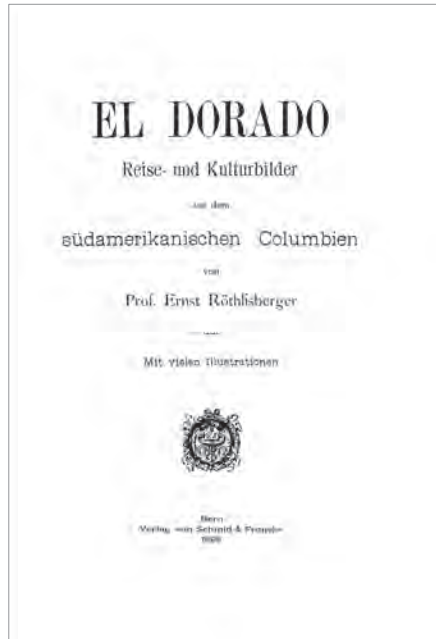 EL DORADO
Reise- und Kulturbilder
aus dem
südamerikanischen Columbien
von
Prof. Ernst Röthlisberger
Mit vielen Illustrationen
Bern
Verlag von Schmid & Francke